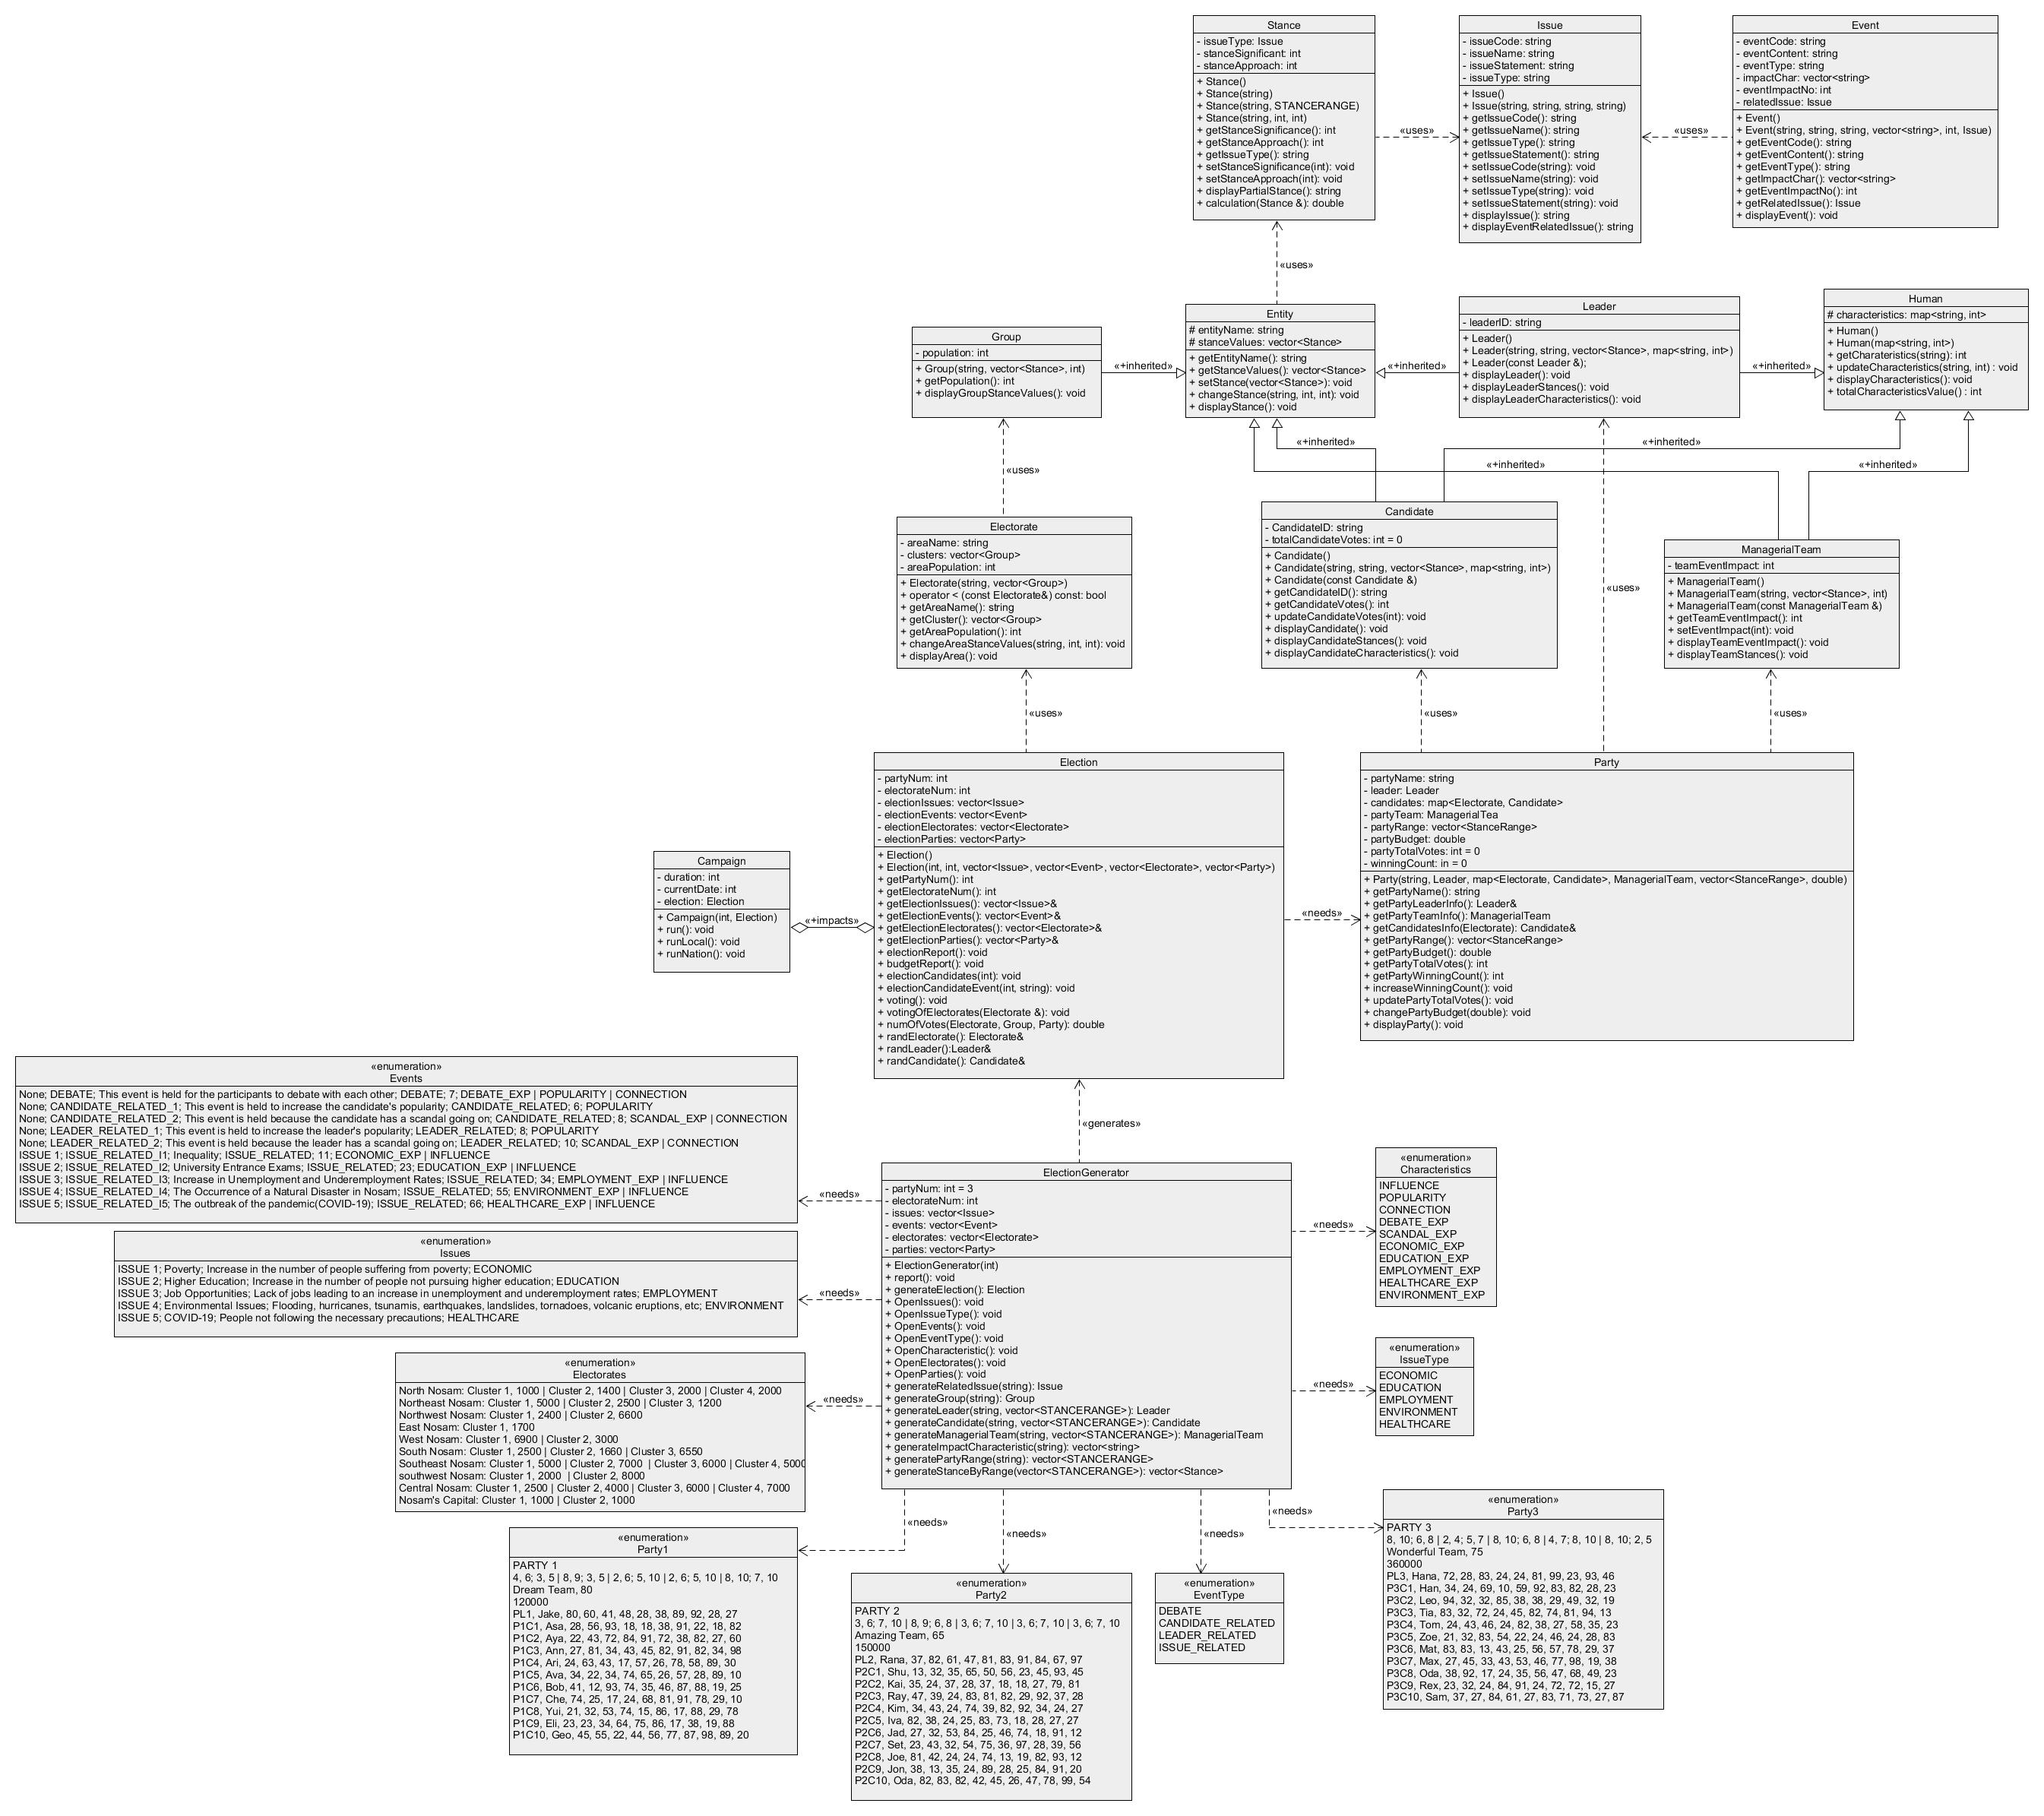 Stance
- issueType: Issue
- stanceSignificant: int
- stanceApproach: int
+ Stance()
+ Stance(string)
+ Stance(string, STANCERANGE)
+ Stance(string, int, int)
+ getStanceSignificance(): int
+ getStanceApproach(): int
+ getIssueType(): string
+ setStanceSignificance(int): void
+ setStanceApproach(int): void
+ displayPartialStance(): string
+ calculation(Stance &): double
«uses»
Issue
- issueCode: string
- issueName: string
- issueStatement: string
- issueType: string
+ Issue()
+ Issue(string, string, string, string)
+ getIssueCode(): string
+ getIssueName(): string
+ getIssueType(): string
+ getIssueStatement(): string
+ setIssueCode(string): void
+ setIssueName(string): void
+ setIssueType(string): void
+ setIssueStatement(string): void
+ displayIssue(): string
+ displayEventRelatedIssue(): string
«uses»
Event
- eventCode: string
- eventContent: string
- eventType: string
- impactChar: vector<string>
- eventImpactNo: int
- relatedIssue: Issue
+ Event()
+ Event(string, string, string, vector<string>, int, Issue)
+ getEventCode(): string
+ getEventContent(): string
+ getEventType(): string
+ getImpactChar(): vector<string>
+ getEventImpactNo(): int
+ getRelatedIssue(): Issue
+ displayEvent(): void
«uses»
Group
- population: int
+ Group(string, vector<Stance>, int)
+ getPopulation(): int
+ displayGroupStanceValues(): void
«+inherited»
Entity
# entityName: string
# stanceValues: vector<Stance>
+ getEntityName(): string
+ getStanceValues(): vector<Stance>
+ setStance(vector<Stance>): void
+ changeStance(string, int, int): void
+ displayStance(): void
«+inherited»
Leader
- leaderID: string
+ Leader()
+ Leader(string, string, vector<Stance>, map<string, int>)
+ Leader(const Leader &);
+ displayLeader(): void
+ displayLeaderStances(): void
+ displayLeaderCharacteristics(): void
«+inherited»
Human
# characteristics: map<string, int>
+ Human()
+ Human(map<string, int>)
+ getCharateristics(string): int
+ updateCharacteristics(string, int) : void
+ displayCharacteristics(): void
+ totalCharacteristicsValue() : int
«+inherited»
«+inherited»
«+inherited»
«+inherited»
«uses»
Electorate
- areaName: string
- clusters: vector<Group>
- areaPopulation: int
+ Electorate(string, vector<Group>)
+ operator < (const Electorate&) const: bool
+ getAreaName(): string
+ getCluster(): vector<Group>
+ getAreaPopulation(): int
+ changeAreaStanceValues(string, int, int): void
+ displayArea(): void
Candidate
- CandidateID: string
- totalCandidateVotes: int = 0
+ Candidate()
+ Candidate(string, string, vector<Stance>, map<string, int>)
+ Candidate(const Candidate &)
+ getCandidateID(): string
+ getCandidateVotes(): int
+ updateCandidateVotes(int): void
+ displayCandidate(): void
+ displayCandidateStances(): void
+ displayCandidateCharacteristics(): void
«uses»
ManagerialTeam
- teamEventImpact: int
+ ManagerialTeam()
+ ManagerialTeam(string, vector<Stance>, int)
+ ManagerialTeam(const ManagerialTeam &)
+ getTeamEventImpact(): int
+ setEventImpact(int): void
+ displayTeamEventImpact(): void
+ displayTeamStances(): void
«uses»
«uses»
«uses»
Campaign
- duration: int
- currentDate: int
- election: Election
+ Campaign(int, Election)
+ run(): void
+ runLocal(): void
+ runNation(): void
«+impacts»
Election
- partyNum: int
- electorateNum: int
- electionIssues: vector<Issue>
- electionEvents: vector<Event>
- electionElectorates: vector<Electorate>
- electionParties: vector<Party>
+ Election()
+ Election(int, int, vector<Issue>, vector<Event>, vector<Electorate>, vector<Party>)
+ getPartyNum(): int
+ getElectorateNum(): int
+ getElectionIssues(): vector<Issue>&
+ getElectionEvents(): vector<Event>&
+ getElectionElectorates(): vector<Electorate>&
+ getElectionParties(): vector<Party>&
+ electionReport(): void
+ budgetReport(): void
+ electionCandidates(int): void
+ electionCandidateEvent(int, string): void
+ voting(): void
+ votingOfElectorates(Electorate &): void
+ numOfVotes(Electorate, Group, Party): double
+ randElectorate(): Electorate&
+ randLeader():Leader&
+ randCandidate(): Candidate&
«needs»
Party
- partyName: string
- leader: Leader
- candidates: map<Electorate, Candidate>
- partyTeam: ManagerialTea
- partyRange: vector<StanceRange>
- partyBudget: double
- partyTotalVotes: int = 0
- winningCount: in = 0
+ Party(string, Leader, map<Electorate, Candidate>, ManagerialTeam, vector<StanceRange>, double)
+ getPartyName(): string
+ getPartyLeaderInfo(): Leader&
+ getPartyTeamInfo(): ManagerialTeam
+ getCandidatesInfo(Electorate): Candidate&
+ getPartyRange(): vector<StanceRange>
+ getPartyBudget(): double
+ getPartyTotalVotes(): int
+ getPartyWinningCount(): int
+ increaseWinningCount(): void
+ updatePartyTotalVotes(): void
+ changePartyBudget(double): void
+ displayParty(): void
«generates»
«enumeration»
Events
None; DEBATE; This event is held for the participants to debate with each other; DEBATE; 7; DEBATE_EXP | POPULARITY | CONNECTION
None; CANDIDATE_RELATED_1; This event is held to increase the candidate's popularity; CANDIDATE_RELATED; 6; POPULARITY
None; CANDIDATE_RELATED_2; This event is held because the candidate has a scandal going on; CANDIDATE_RELATED; 8; SCANDAL_EXP | CONNECTION
None; LEADER_RELATED_1; This event is held to increase the leader's popularity; LEADER_RELATED; 8; POPULARITY
None; LEADER_RELATED_2; This event is held because the leader has a scandal going on; LEADER_RELATED; 10; SCANDAL_EXP | CONNECTION
ISSUE 1; ISSUE_RELATED_I1; Inequality; ISSUE_RELATED; 11; ECONOMIC_EXP | INFLUENCE
ISSUE 2; ISSUE_RELATED_I2; University Entrance Exams; ISSUE_RELATED; 23; EDUCATION_EXP | INFLUENCE
ISSUE 3; ISSUE_RELATED_I3; Increase in Unemployment and Underemployment Rates; ISSUE_RELATED; 34; EMPLOYMENT_EXP | INFLUENCE
ISSUE 4; ISSUE_RELATED_I4; The Occurrence of a Natural Disaster in Nosam; ISSUE_RELATED; 55; ENVIRONMENT_EXP | INFLUENCE
ISSUE 5; ISSUE_RELATED_I5; The outbreak of the pandemic(COVID-19); ISSUE_RELATED; 66; HEALTHCARE_EXP | INFLUENCE
«needs»
«enumeration»
Issues
ISSUE 1; Poverty; Increase in the number of people suffering from poverty; ECONOMIC
ISSUE 2; Higher Education; Increase in the number of people not pursuing higher education; EDUCATION
ISSUE 3; Job Opportunities; Lack of jobs leading to an increase in unemployment and underemployment rates; EMPLOYMENT
ISSUE 4; Environmental Issues; Flooding, hurricanes, tsunamis, earthquakes, landslides, tornadoes, volcanic eruptions, etc; ENVIRONMENT
ISSUE 5; COVID-19; People not following the necessary precautions; HEALTHCARE
«needs»
«enumeration»
Electorates
North Nosam: Cluster 1, 1000 | Cluster 2, 1400 | Cluster 3, 2000 | Cluster 4, 2000
Northeast Nosam: Cluster 1, 5000 | Cluster 2, 2500 | Cluster 3, 1200
Northwest Nosam: Cluster 1, 2400 | Cluster 2, 6600
East Nosam: Cluster 1, 1700
West Nosam: Cluster 1, 6900 | Cluster 2, 3000
South Nosam: Cluster 1, 2500 | Cluster 2, 1660 | Cluster 3, 6550
Southeast Nosam: Cluster 1, 5000 | Cluster 2, 7000 | Cluster 3, 6000 | Cluster 4, 5000
southwest Nosam: Cluster 1, 2000 | Cluster 2, 8000
Central Nosam: Cluster 1, 2500 | Cluster 2, 4000 | Cluster 3, 6000 | Cluster 4, 7000
Nosam's Capital: Cluster 1, 1000 | Cluster 2, 1000
«needs»
ElectionGenerator
- partyNum: int = 3
- electorateNum: int
- issues: vector<Issue>
- events: vector<Event>
- electorates: vector<Electorate>
- parties: vector<Party>
+ ElectionGenerator(int)
+ report(): void
+ generateElection(): Election
+ OpenIssues(): void
+ OpenIssueType(): void
+ OpenEvents(): void
+ OpenEventType(): void
+ OpenCharacteristic(): void
+ OpenElectorates(): void
+ OpenParties(): void
+ generateRelatedIssue(string): Issue
+ generateGroup(string): Group
+ generateLeader(string, vector<STANCERANGE>): Leader
+ generateCandidate(string, vector<STANCERANGE>): Candidate
+ generateManagerialTeam(string, vector<STANCERANGE>): ManagerialTeam
+ generateImpactCharacteristic(string): vector<string>
+ generatePartyRange(string): vector<STANCERANGE>
+ generateStanceByRange(vector<STANCERANGE>): vector<Stance>
«needs»
«enumeration»
Characteristics
INFLUENCE
POPULARITY
CONNECTION
DEBATE_EXP
SCANDAL_EXP
ECONOMIC_EXP
EDUCATION_EXP
EMPLOYMENT_EXP
HEALTHCARE_EXP
ENVIRONMENT_EXP
«needs»
«enumeration»
IssueType
ECONOMIC
EDUCATION
EMPLOYMENT
ENVIRONMENT
HEALTHCARE
«needs»
«needs»
«needs»
«needs»
«enumeration»
Party1
PARTY 1
4, 6; 3, 5 | 8, 9; 3, 5 | 2, 6; 5, 10 | 2, 6; 5, 10 | 8, 10; 7, 10
Dream Team, 80
120000
PL1, Jake, 80, 60, 41, 48, 28, 38, 89, 92, 28, 27
P1C1, Asa, 28, 56, 93, 18, 18, 38, 91, 22, 18, 82
P1C2, Aya, 22, 43, 72, 84, 91, 72, 38, 82, 27, 60
P1C3, Ann, 27, 81, 34, 43, 45, 82, 91, 82, 34, 98
P1C4, Ari, 24, 63, 43, 17, 57, 26, 78, 58, 89, 30
P1C5, Ava, 34, 22, 34, 74, 65, 26, 57, 28, 89, 10
P1C6, Bob, 41, 12, 93, 74, 35, 46, 87, 88, 19, 25
P1C7, Che, 74, 25, 17, 24, 68, 81, 91, 78, 29, 10
P1C8, Yui, 21, 32, 53, 74, 15, 86, 17, 88, 29, 78
P1C9, Eli, 23, 23, 34, 64, 75, 86, 17, 38, 19, 88
P1C10, Geo, 45, 55, 22, 44, 56, 77, 87, 98, 89, 20
«enumeration»
Party2
PARTY 2
3, 6; 7, 10 | 8, 9; 6, 8 | 3, 6; 7, 10 | 3, 6; 7, 10 | 3, 6; 7, 10
Amazing Team, 65
150000
PL2, Rana, 37, 82, 61, 47, 81, 83, 91, 84, 67, 97
P2C1, Shu, 13, 32, 35, 65, 50, 56, 23, 45, 93, 45
P2C2, Kai, 35, 24, 37, 28, 37, 18, 18, 27, 79, 81
P2C3, Ray, 47, 39, 24, 83, 81, 82, 29, 92, 37, 28
P2C4, Kim, 34, 43, 24, 74, 39, 82, 92, 34, 24, 27
P2C5, Iva, 82, 38, 24, 25, 83, 73, 18, 28, 27, 27
P2C6, Jad, 27, 32, 53, 84, 25, 46, 74, 18, 91, 12
P2C7, Set, 23, 43, 32, 54, 75, 36, 97, 28, 39, 56
P2C8, Joe, 81, 42, 24, 24, 74, 13, 19, 82, 93, 12
P2C9, Jon, 38, 13, 35, 24, 89, 28, 25, 84, 91, 20
P2C10, Oda, 82, 83, 82, 42, 45, 26, 47, 78, 99, 54
«enumeration»
EventType
DEBATE
CANDIDATE_RELATED
LEADER_RELATED
ISSUE_RELATED
«enumeration»
Party3
PARTY 3
8, 10; 6, 8 | 2, 4; 5, 7 | 8, 10; 6, 8 | 4, 7; 8, 10 | 8, 10; 2, 5
Wonderful Team, 75
360000
PL3, Hana, 72, 28, 83, 24, 24, 81, 99, 23, 93, 46
P3C1, Han, 34, 24, 69, 10, 59, 92, 83, 82, 28, 23
P3C2, Leo, 94, 32, 32, 85, 38, 38, 29, 49, 32, 19
P3C3, Tia, 83, 32, 72, 24, 45, 82, 74, 81, 94, 13
P3C4, Tom, 24, 43, 46, 24, 82, 38, 27, 58, 35, 23
P3C5, Zoe, 21, 32, 83, 54, 22, 24, 46, 24, 28, 83
P3C6, Mat, 83, 83, 13, 43, 25, 56, 57, 78, 29, 37
P3C7, Max, 27, 45, 33, 43, 53, 46, 77, 98, 19, 38
P3C8, Oda, 38, 92, 17, 24, 35, 56, 47, 68, 49, 23
P3C9, Rex, 23, 32, 24, 84, 91, 24, 72, 72, 15, 27
P3C10, Sam, 37, 27, 84, 61, 27, 83, 71, 73, 27, 87